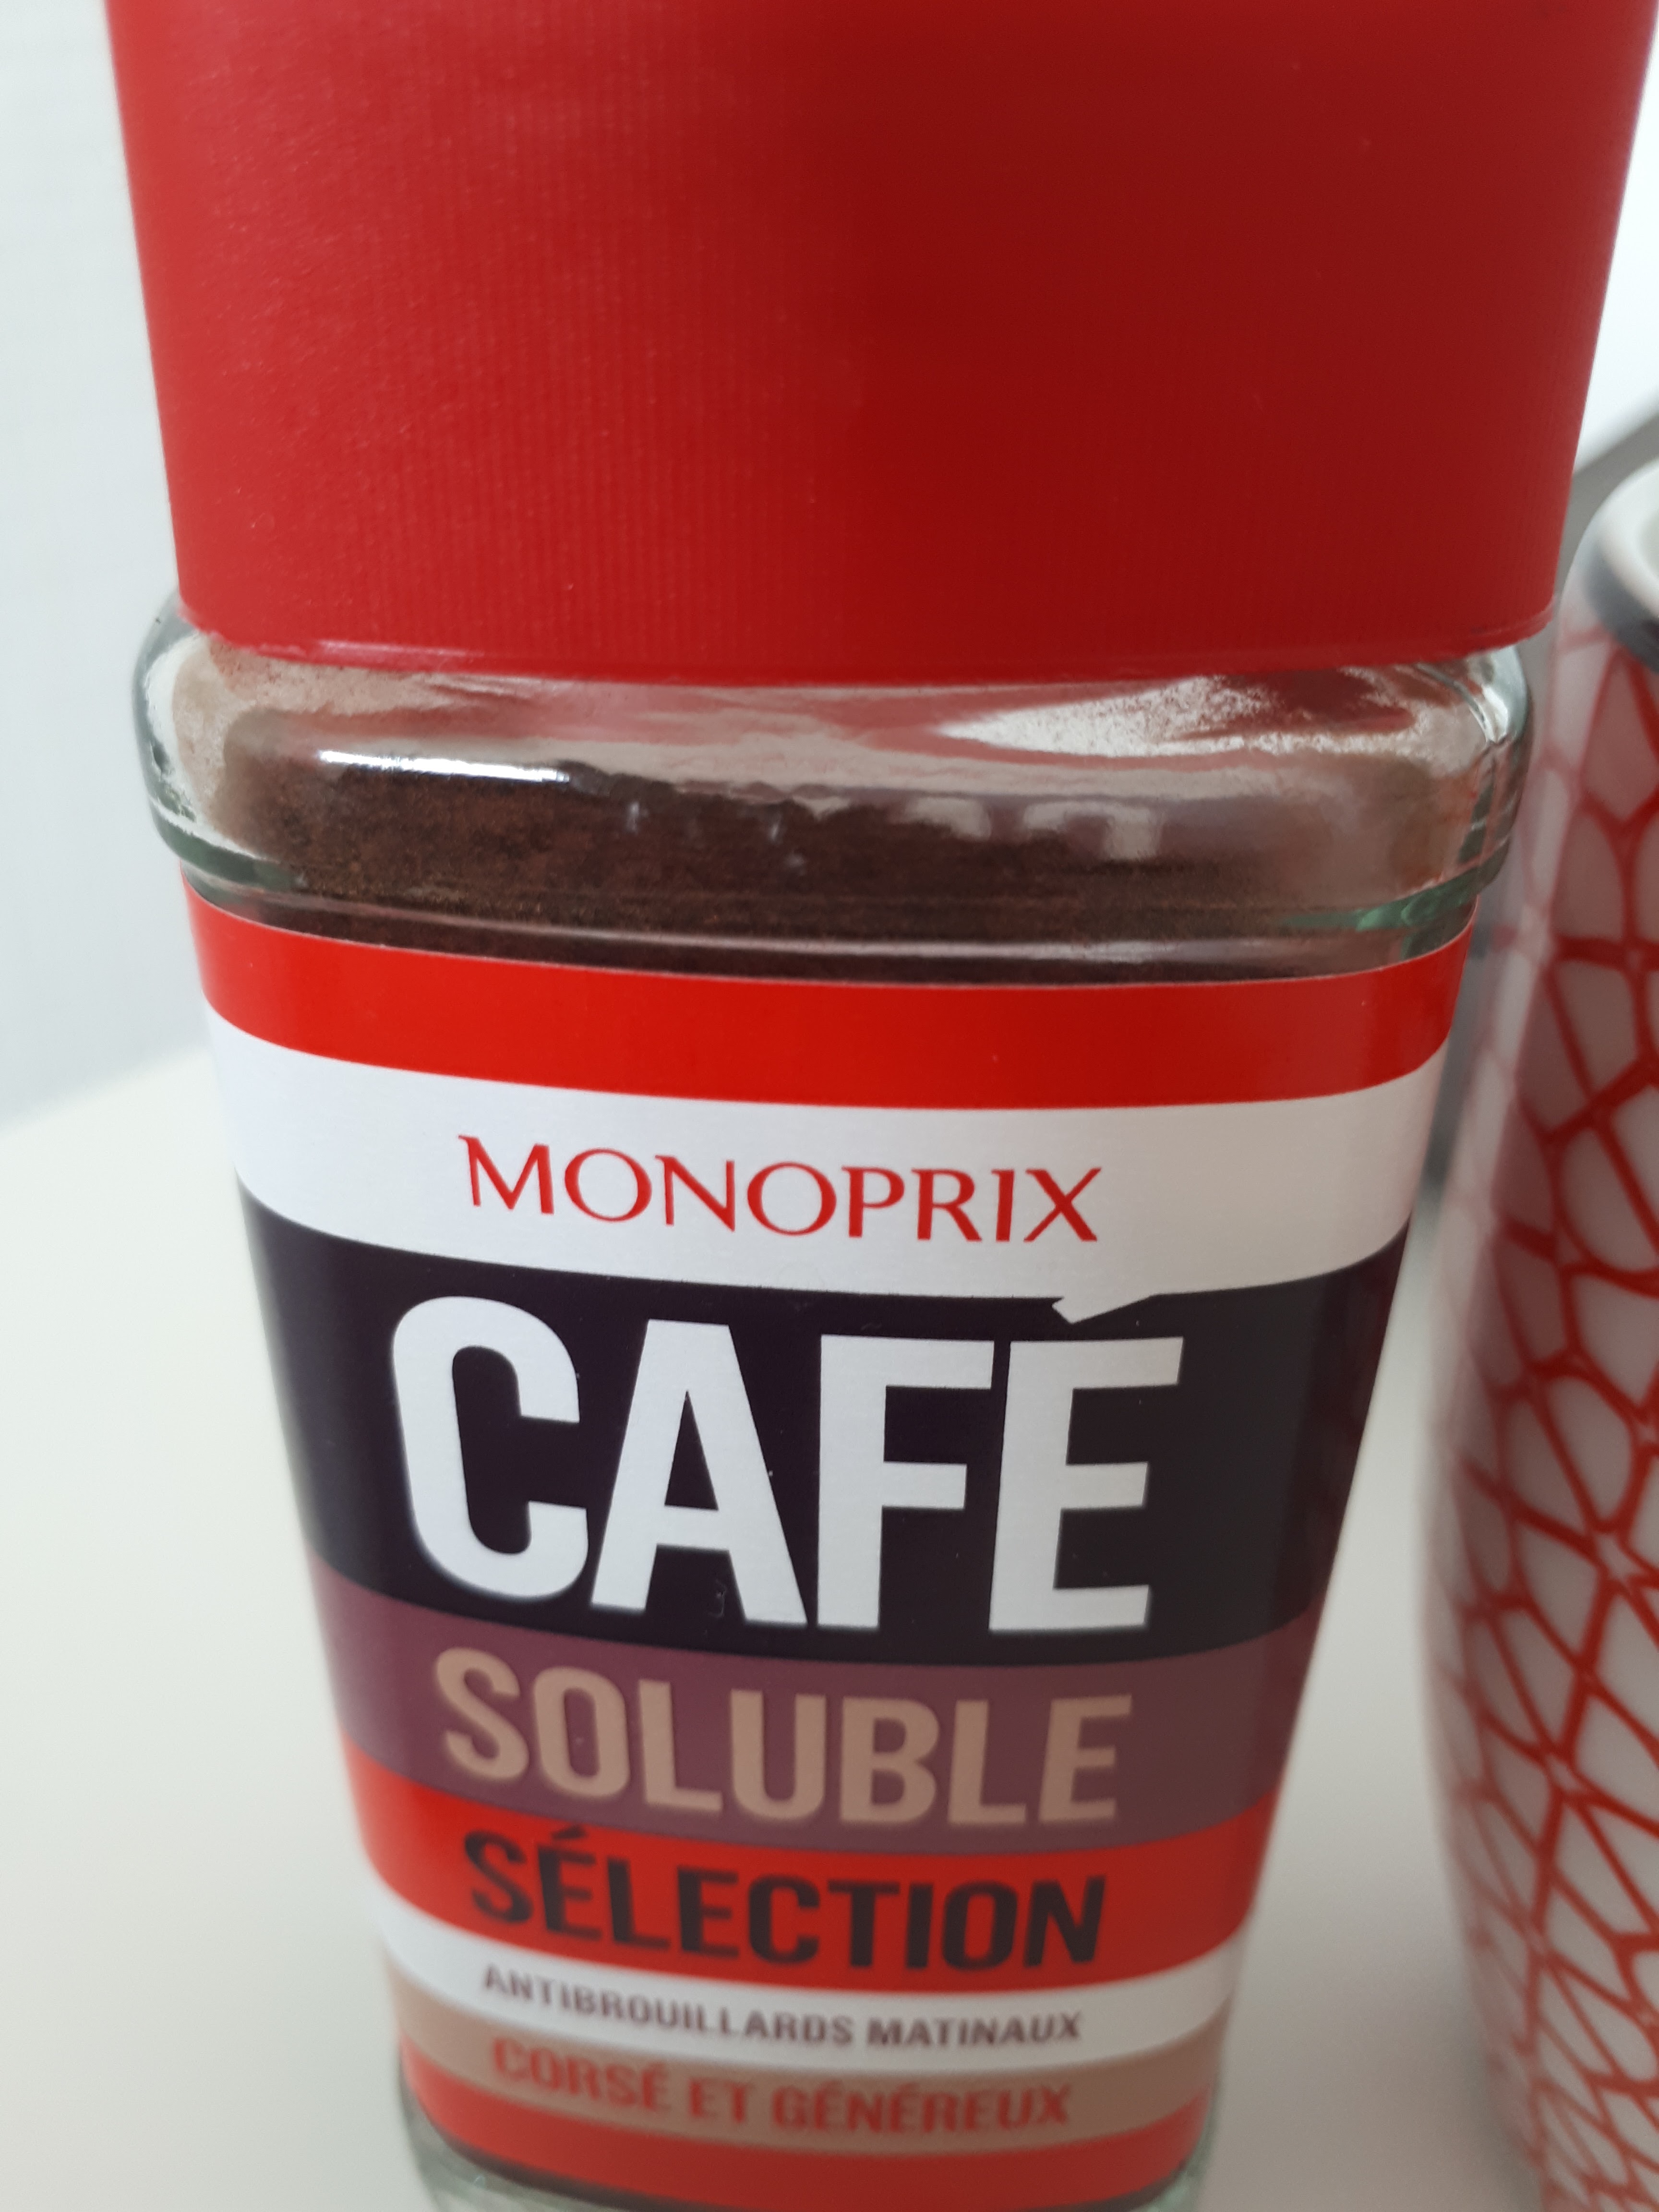 MONOPRIX
CAFÉ
SOLUBLE
SÉLECTION
ANTIBROUILLARDS MATINAUX
CORSÉ ET GÉNÉREUX